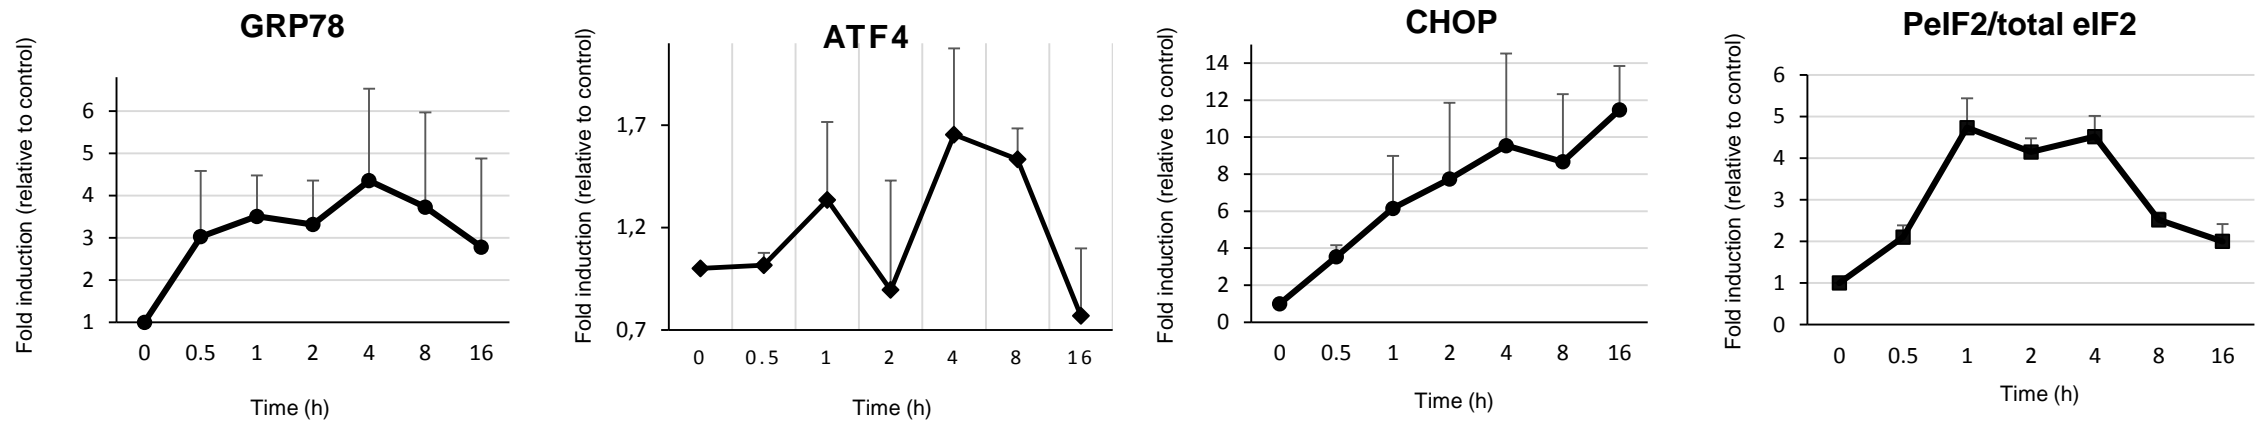 GRP78
Fold induction (relative to control)
6
5
4
3
2
1
0 0.5 1 2 4 8 16
Time (h)
ATF4
Fold induction (relative to control)
1,7
1,2
0,7
0 0.5 1 2 4 8 16
Time (h)
CHOP
Fold induction (relative to control)
14
12
10
8
6
4
2
0
0 0.5 1 2 4 8 16
Time (h)
PeIF2/total eIF2
Fold induction (relative to control)
6
5
4
3
2
1
0
0 0.5 1 2 4 8 16
Time (h)